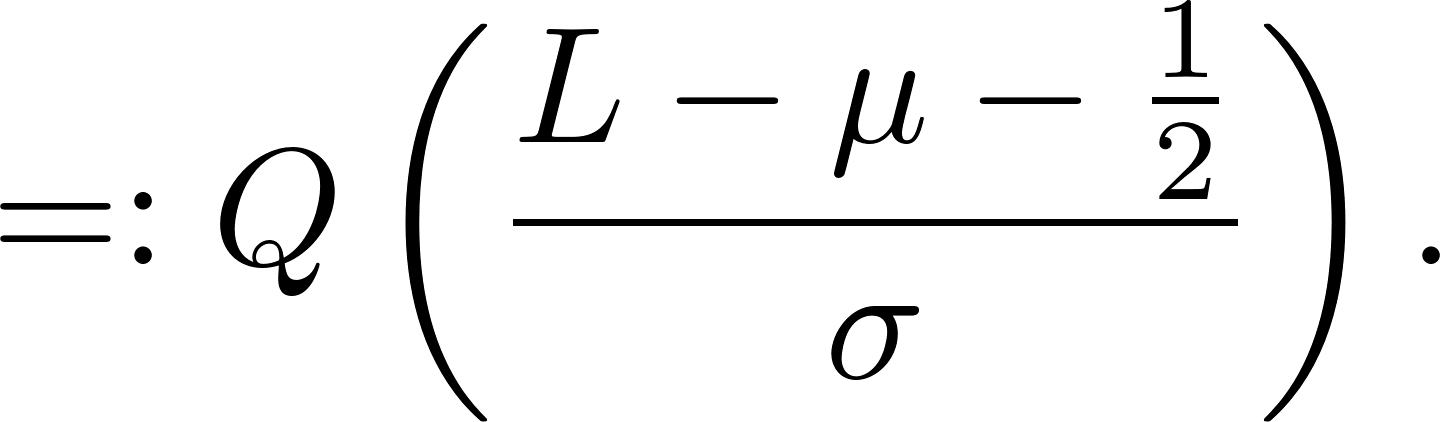 =: Q \left( \frac{L - \mu - \frac{1}{2}}{\sigma} \right) .